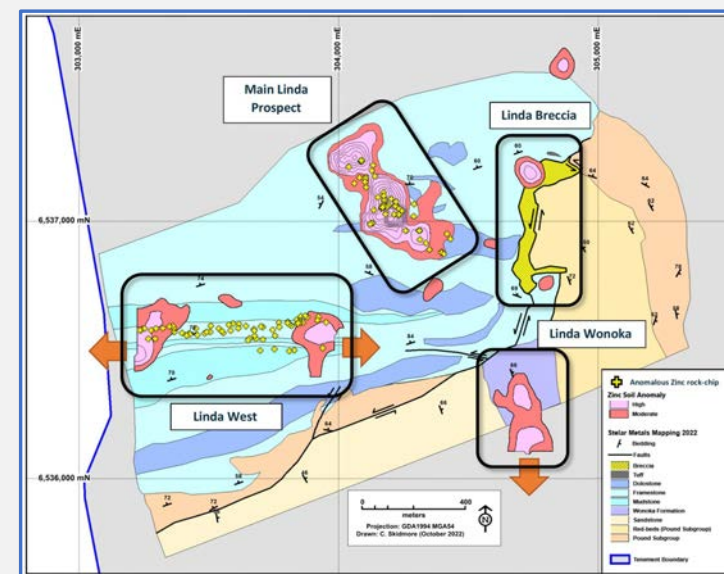 303,000 mE
304,000 mE
305,000 mE
6,537,000 mN
6,536,000 mN
Main Linda
Prospect
Linda Breccia
Linda Wonoka
Linda West
0
400
meters
Projection: GDA1994 MGA54
Drawn: C. Skidmore (October 2022)
N
Anomalous Zinc rock-chip
Zinc Soil Anomaly
High
Moderate
Stelar Metals Mapping 2022
Bedding
Faults
Breccia
Tuff
Dolostone
Framestone
Mudstone
Wonoka Formation
Sandstone
Red beds (Pound Subgroup)
Pound Subgroup
Tenement Boundary